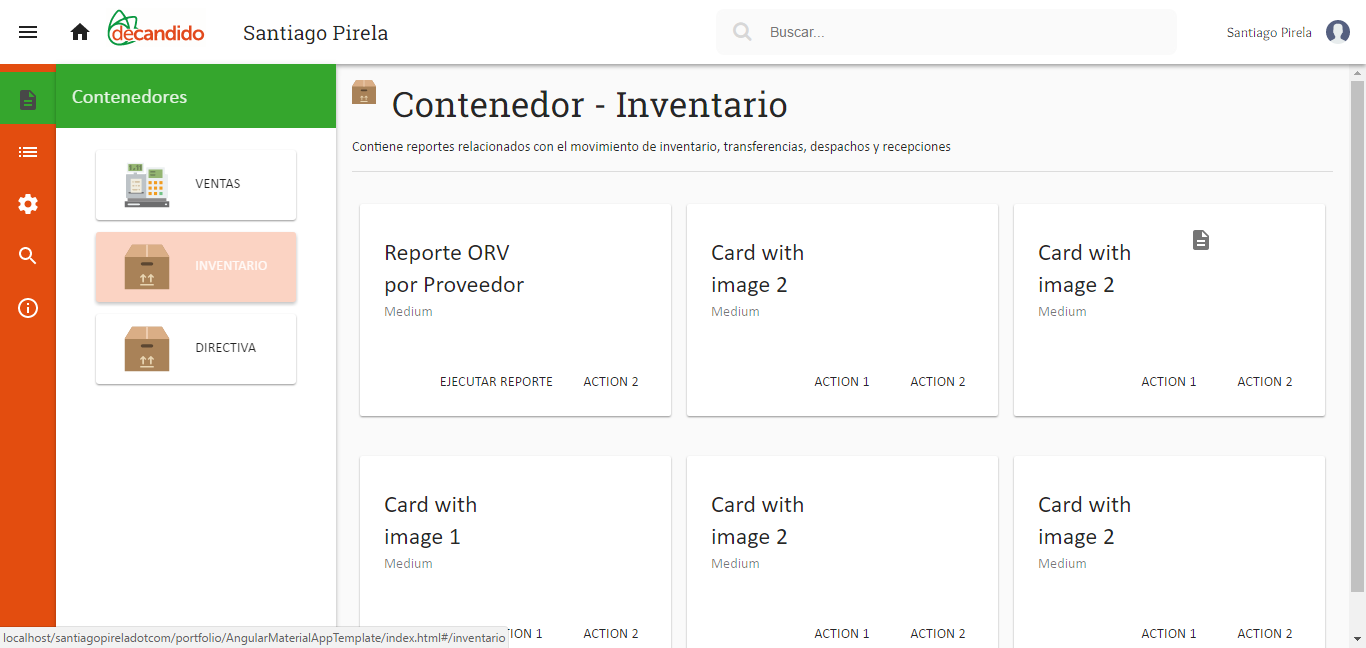 decandido
Santiago Pirela
Buscar...
Santiago Pirela
Contenedores
VENTAS
INVENTARIO
DIRECTIVA
Contenedor - Inventario
Contiene reportes relacionados con el movimiento de inventario, transferencias, despachos y recepciones
Reporte ORV
por Proveedor
Medium
EJECUTAR REPORTE ACTION 2
Card with
image 2
Medium
ACTION 1 ACTION 2
Card with
image 2
Medium
ACTION 1 ACTION 2
Card with
image 1
Medium
ION 1 ACTION 2
Card with
image 2
Medium
ACTION 1 ACTION 2
Card with
image 2
Medium
ACTION 1 ACTION 2
localhost/santiagopireladotcom/portfolio/AngularMaterialAppTemplate/index.html#/inventario